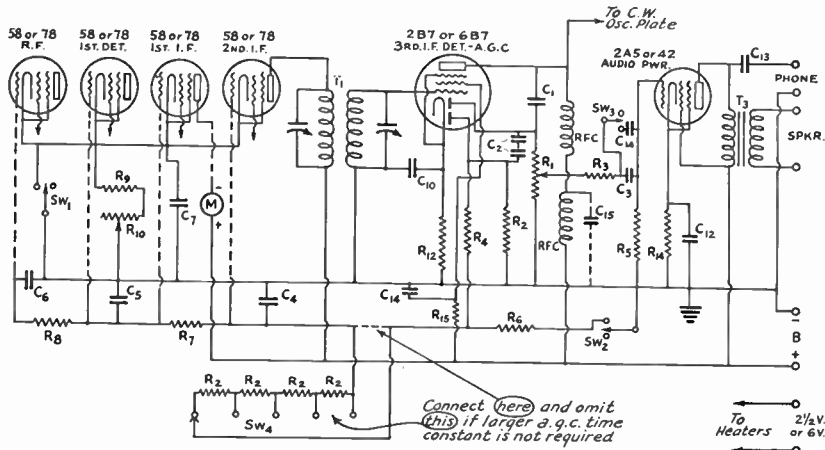 To C.W.
Osc. Plate
58 or 78
R.F.
58 or 78
1ST. DET.
58 or 78
1ST. I.F.
58 or 78
2ND. I.F.
2B7 or 6B7
3RD. I.F. DET.-A.G.C
2A5 or 42
AUDIO PWR.
C13
PHONE
SPKR.
T1
T3
C1
C2
RFC
SW3
C14
R1
R3
C3
C10
R9
R10
SW1
C7
M
-
+
R12
R4
R2
RFC
C15
R5
R14
C12
C6
C5
C4
C14
R15
R8
R7
R6
SW2
-
B
+
R2
R2
R2
R2
SW4
Connect here and omit
this if larger a.g.c. time
constant is not required
To
Heaters
2½V.
or 6V.